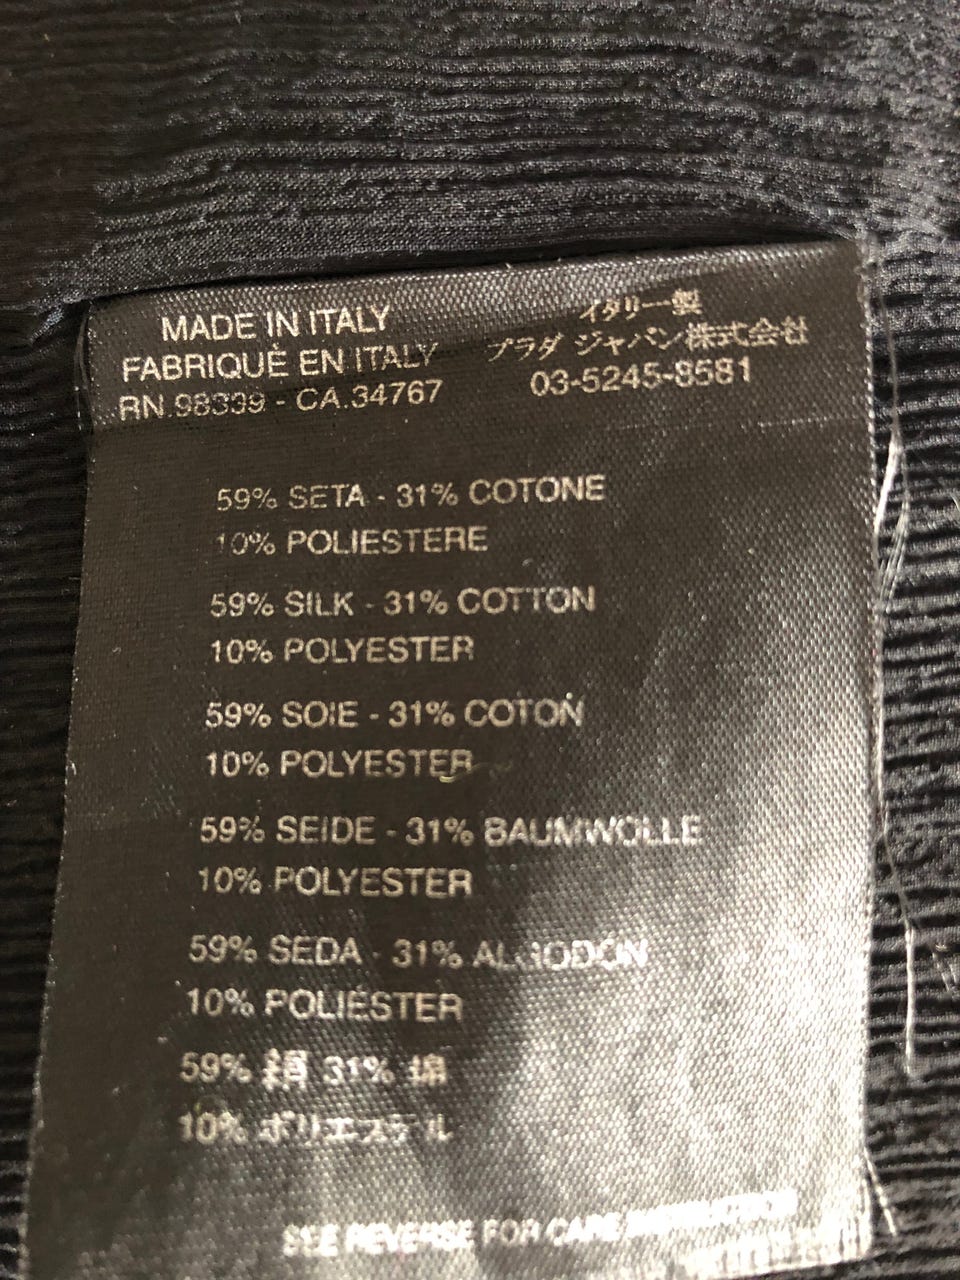 MADE IN ITALY
FABRIQUÉ EN ITALY
RN.98339 - CA.34767
イタリー製
プラダ ジャパン株式会社
03-5245-8581
59% SETA - 31% COTONE
10% POLIESTERE
59% SILK - 31% COTTON
10% POLYESTER
59% SOIE - 31% COTON
10% POLYESTER
59% SEIDE - 31% BAUMWOLLE
10% POLYESTER
59% SEDA - 31% ALGODÓN
10% POLIÉSTER
59% 絹 31% 綿
10% ポリエステル
SEE REVERSE FOR CARE INSTRUCTION